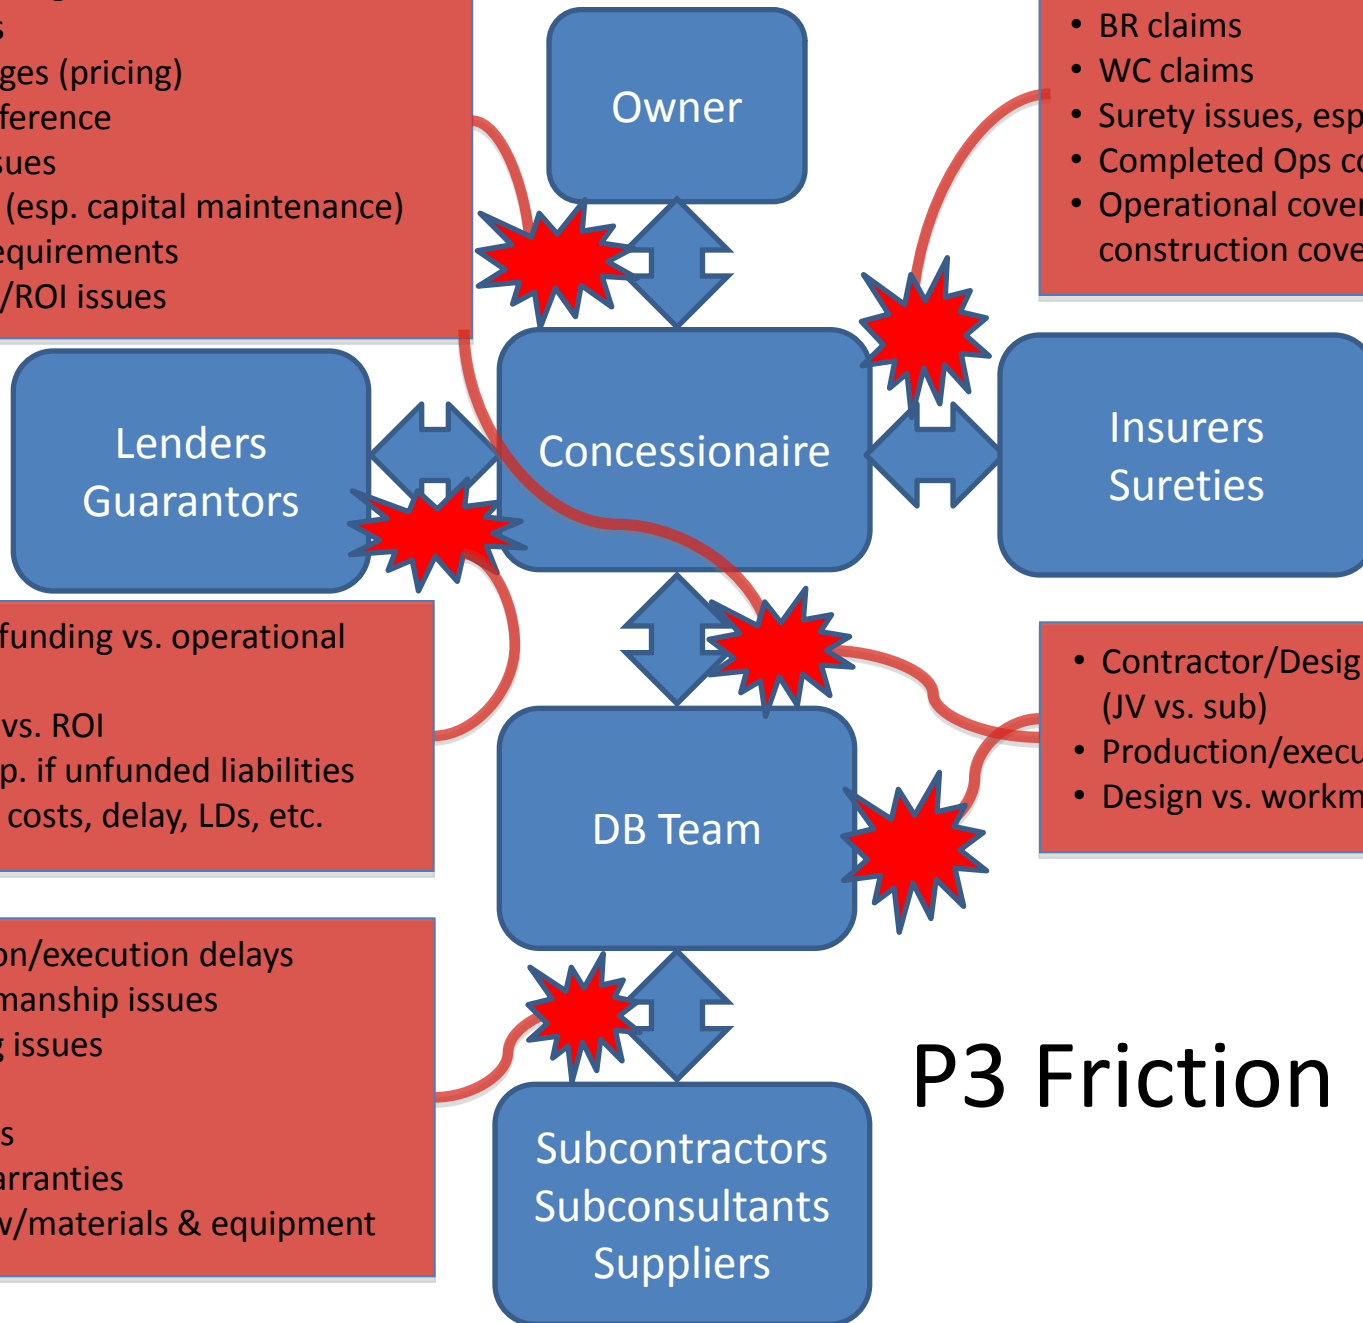 s
ges (pricing)
ference
sues
(esp. capital maintenance)
equirements
/ROI issues
Owner
• BR claims
• WC claims
• Surety issues, esp
• Completed Ops co
• Operational cover
construction cove
Lenders
Guarantors
Concessionaire
Insurers
Sureties
funding vs. operational
vs. ROI
p. if unfunded liabilities
costs, delay, LDs, etc.
• Contractor/Desig
(JV vs. sub)
• Production/execu
• Design vs. workm
DB Team
on/execution delays
manship issues
g issues
s
arranties
w/materials & equipment
P3 Friction
Subcontractors
Subconsultants
Suppliers